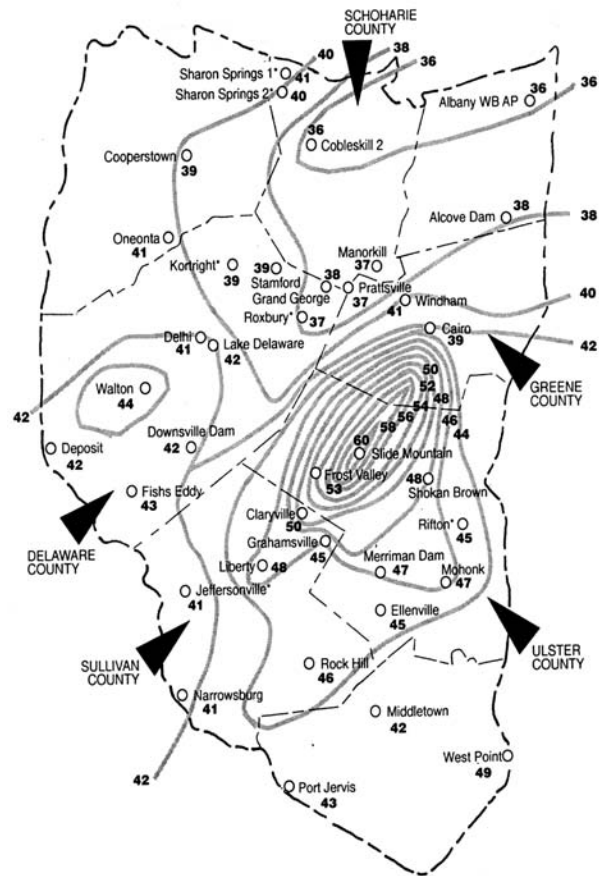 SCHOHARIE
COUNTY
40
38
36
Sharon Springs 1*
41
Sharon Springs 2*
40
36
Albany WB AP
36
36
Cobleskill 2
Cooperstown
39
38
Alcove Dam
38
Oneonta
41
Kortright*
39
39
Stamford
Manorkill
37
38
Grand George
Prattsville
37
Windham
41
40
Roxbury*
37
Cairo
39
42
Delhi
41
Lake Delaware
42
GREENE
COUNTY
50
52
48
54
46
56
44
58
Walton
44
42
Downsville Dam
42
60
Slide Mountain
Deposit
42
Frost Valley
53
48
Shokan Brown
Fishs Eddy
43
Claryville
50
Rifton*
45
DELAWARE
COUNTY
Grahamsville
45
Liberty
48
Merriman Dam
47
Mohonk
47
Jeffersonville*
41
Ellenville
45
ULSTER
COUNTY
SULLIVAN
COUNTY
Rock Hill
46
Narrowsburg
41
Middletown
42
West Point
49
42
Port Jervis
43